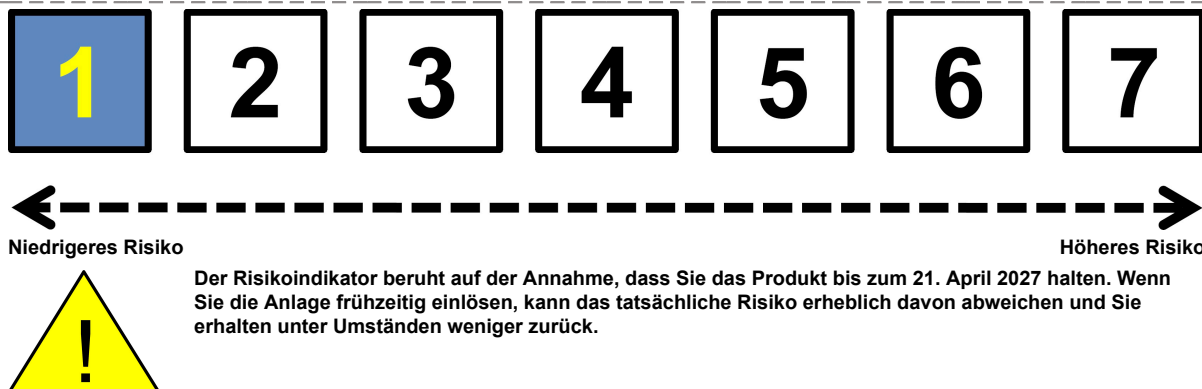 1 2 3 4 5 6 7
Niedrigeres Risiko Höheres Risiko
Der Risikoindikator beruht auf der Annahme, dass Sie das Produkt bis zum 21. April 2027 halten. Wenn
Sie die Anlage frühzeitig einlösen, kann das tatsächliche Risiko erheblich davon abweichen und Sie
erhalten unter Umständen weniger zurück.
!